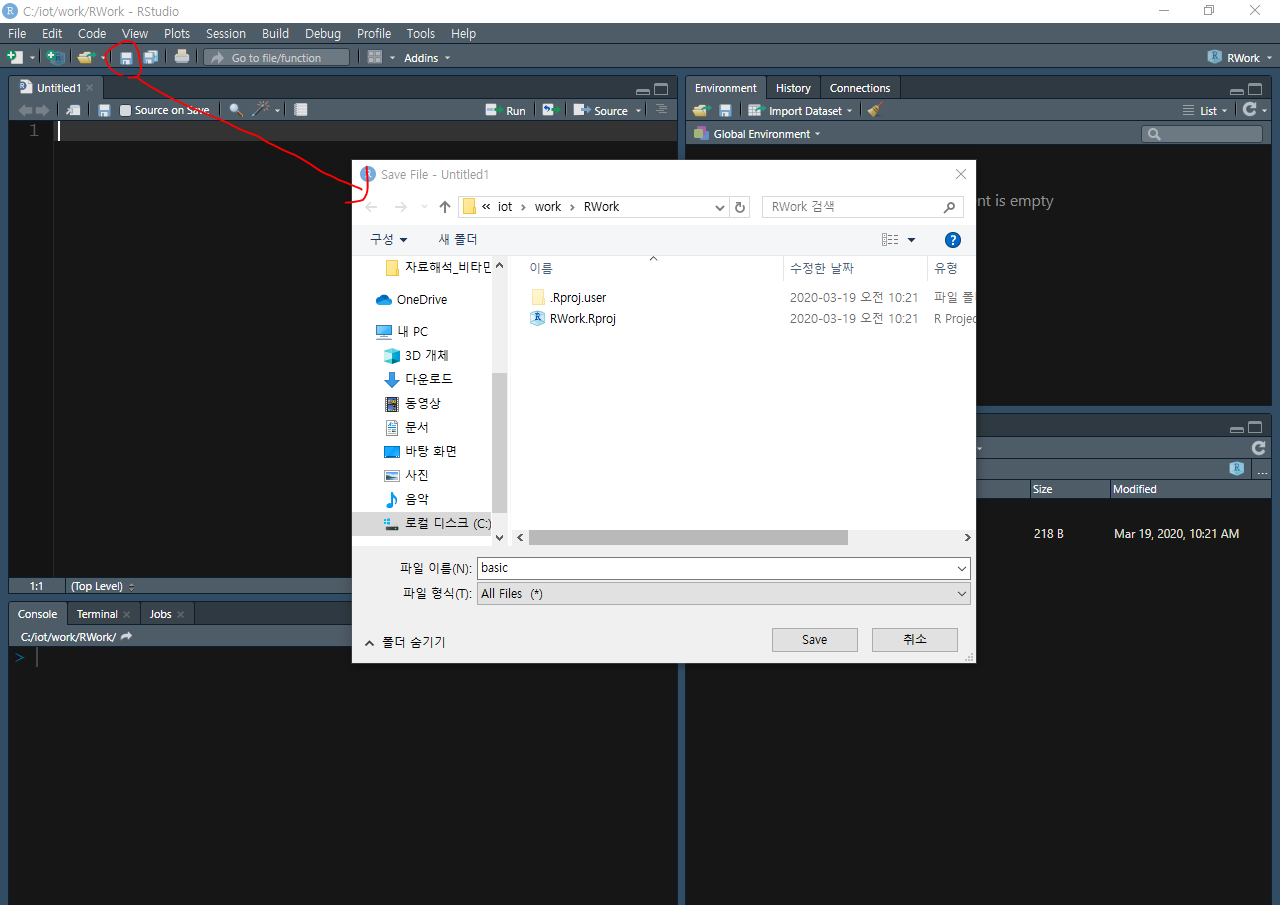 C:/iot/work/RWork - RStudio
File Edit Code View Plots Session Build Debug Profile Tools Help
Go to file/function Addins RWork
Untitled1
Source on Save Run Source
1
1:1 (Top Level)
Console Terminal Jobs
C:/iot/work/RWork/
>
Environment History Connections
Import Dataset List
Global Environment
nt is empty
Size Modified
218 B Mar 19, 2020, 10:21 AM
Save File - Untitled1
« iot › work › RWork RWork 검색
구성 새 폴더
자료해석_비타민
OneDrive
내 PC
3D 개체
다운로드
동영상
문서
바탕 화면
사진
음악
로컬 디스크 (C:)
이름 수정한 날짜 유형
.Rproj.user 2020-03-19 오전 10:21 파일 폴
RWork.Rproj 2020-03-19 오전 10:21 R Projec
파일 이름(N): basic
파일 형식(T): All Files (*)
폴더 숨기기 Save 취소